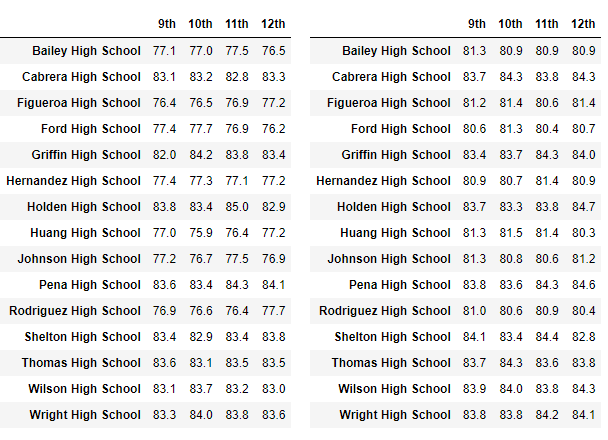 9th 10th 11th 12th
Bailey High School 77.1 77.0 77.5 76.5
Cabrera High School 83.1 83.2 82.8 83.3
Figueroa High School 76.4 76.5 76.9 77.2
Ford High School 77.4 77.7 76.9 76.2
Griffin High School 82.0 84.2 83.8 83.4
Hernandez High School 77.4 77.3 77.1 77.2
Holden High School 83.8 83.4 85.0 82.9
Huang High School 77.0 75.9 76.4 77.2
Johnson High School 77.2 76.7 77.5 76.9
Pena High School 83.6 83.4 84.3 84.1
Rodriguez High School 76.9 76.6 76.4 77.7
Shelton High School 83.4 82.9 83.4 83.8
Thomas High School 83.6 83.1 83.5 83.5
Wilson High School 83.1 83.7 83.2 83.0
Wright High School 83.3 84.0 83.8 83.6
9th 10th 11th 12th
Bailey High School 81.3 80.9 80.9 80.9
Cabrera High School 83.7 84.3 83.8 84.3
Figueroa High School 81.2 81.4 80.6 81.4
Ford High School 80.6 81.3 80.4 80.7
Griffin High School 83.4 83.7 84.3 84.0
Hernandez High School 80.9 80.7 81.4 80.9
Holden High School 83.7 83.3 83.8 84.7
Huang High School 81.3 81.5 81.4 80.3
Johnson High School 81.3 80.8 80.6 81.2
Pena High School 83.8 83.6 84.3 84.6
Rodriguez High School 81.0 80.6 80.9 80.4
Shelton High School 84.1 83.4 84.4 82.8
Thomas High School 83.7 84.3 83.6 83.8
Wilson High School 83.9 84.0 83.8 84.3
Wright High School 83.8 83.8 84.2 84.1